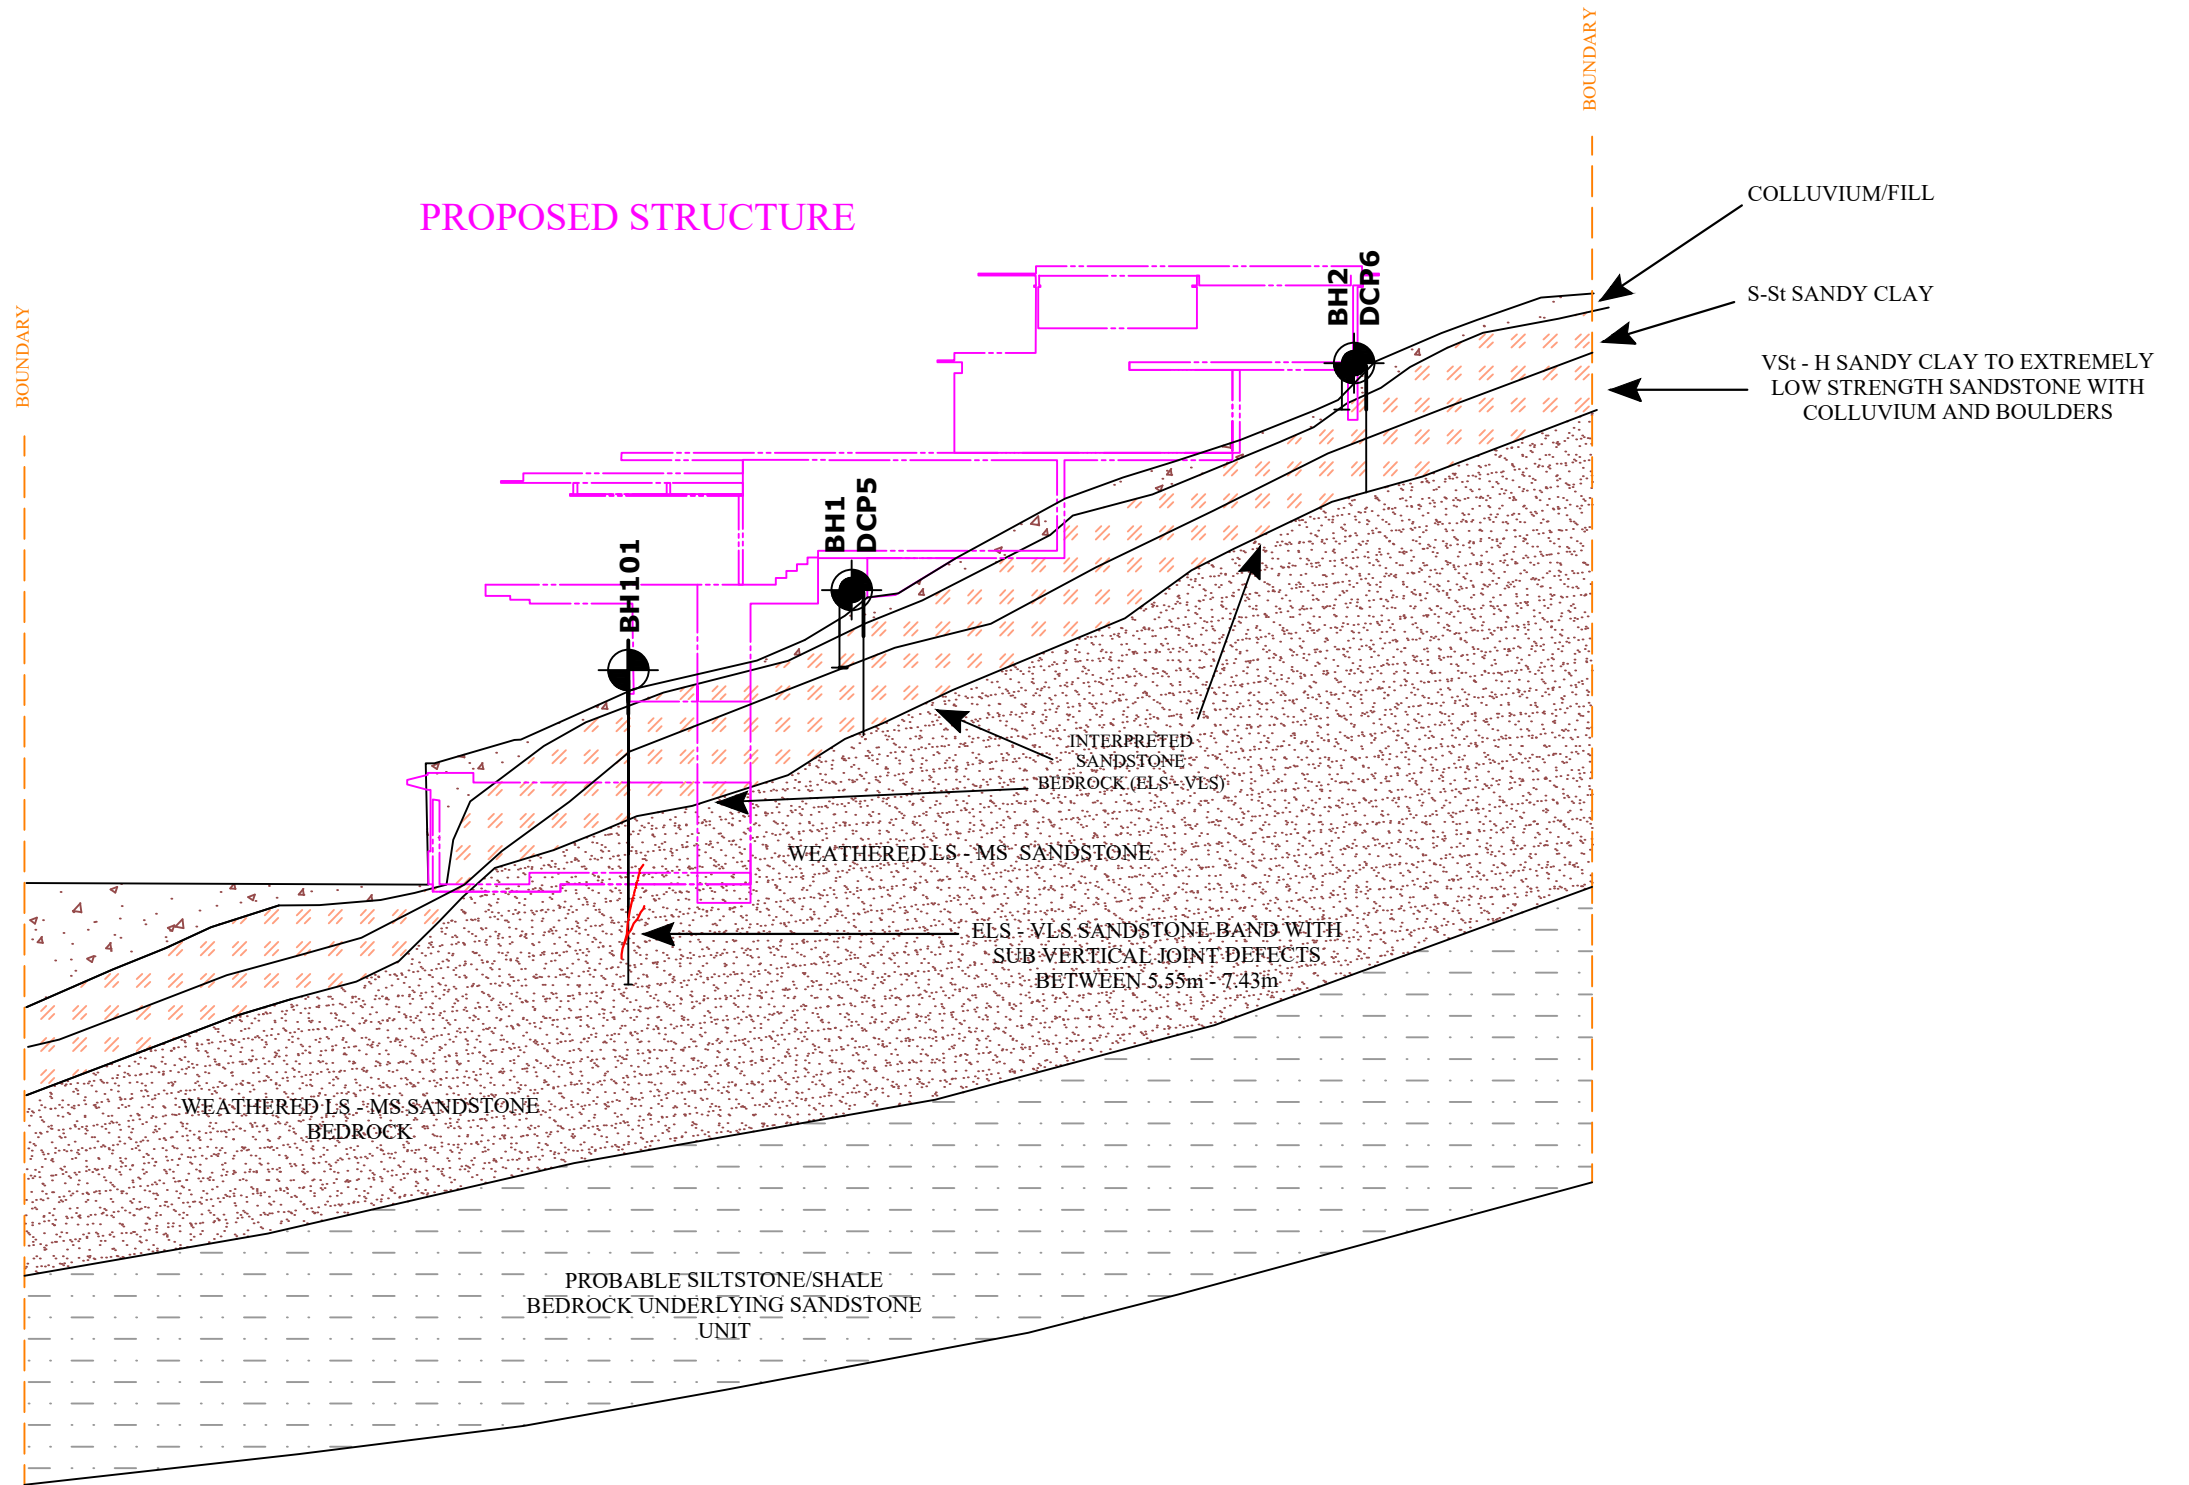 BOUNDARY
COLLUVIUM/FILL
PROPOSED STRUCTURE
BH2
DCP6
S-St SANDY CLAY
BOUNDARY
VSt - H SANDY CLAY TO EXTREMELY
LOW STRENGTH SANDSTONE WITH
COLLUVIUM AND BOULDERS
BH1
DCP5
BH101
INTERPRETED
SANDSTONE
BEDROCK (ELS - VLS)
WEATHERED LS - MS SANDSTONE
ELS - VLS SANDSTONE BAND WITH
SUB VERTICAL JOINT DEFECTS
BETWEEN 5.55m - 7.43m
WEATHERED LS - MS SANDSTONE
BEDROCK
PROBABLE SILTSTONE/SHALE
BEDROCK UNDERLYING SANDSTONE
UNIT